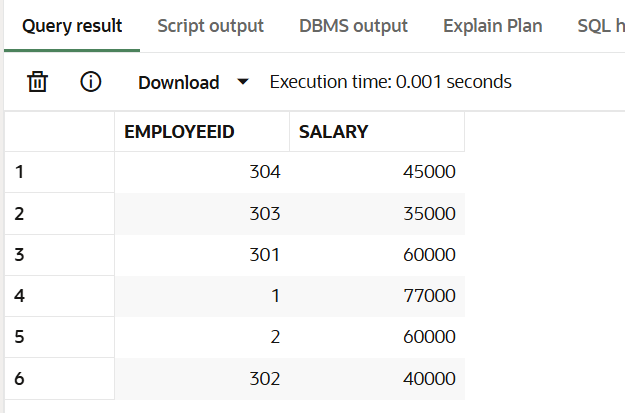 Query result Script output DBMS output Explain Plan SQL h
Download Execution time: 0.001 seconds
EMPLOYEEID SALARY
1 304 45000
2 303 35000
3 301 60000
4 1 77000
5 2 60000
6 302 40000